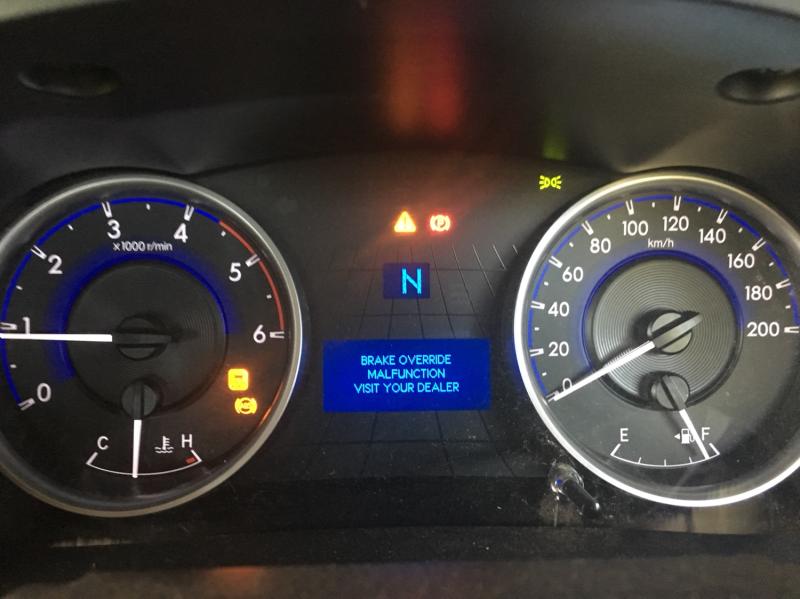 3
4
×1000 r/min
2
5
1
6
0
C
H
N
BRAKE OVERRIDE
MALFUNCTION
VISIT YOUR DEALER
100
120
80
km/h
140
60
160
40
180
20
200
0
E
F
P
ABS